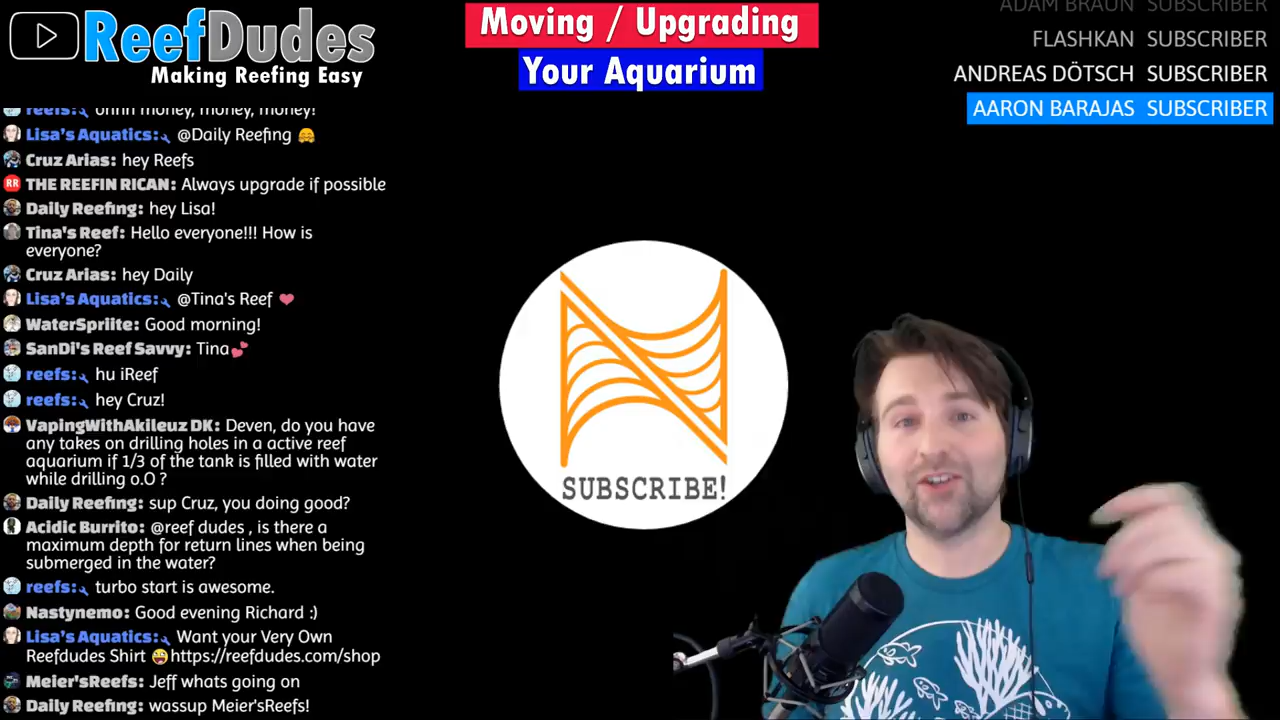 ReefDudes
Making Reefing Easy
Moving / Upgrading
Your Aquarium
ADAM BRAUN SUBSCRIBER
FLASHKAN SUBSCRIBER
ANDREAS DÖTSCH SUBSCRIBER
AARON BARAJAS SUBSCRIBER
reefs: ohhh money, money, money!
Lisa's Aquatics: @Daily Reefing 🤗
Cruz Arias: hey Reefs
RR THE REEFIN RICAN: Always upgrade if possible
Daily Reefing: hey Lisa!
Tina's Reef: Hello everyone!!! How is
everyone?
Cruz Arias: hey Daily
Lisa's Aquatics: @Tina's Reef ❤
WaterSpriite: Good morning!
SanDi's Reef Savvy: Tina💕
reefs: hu iReef
reefs: hey Cruz!
VapingWithAkileuz DK: Deven, do you have
any takes on drilling holes in a active reef
aquarium if 1/3 of the tank is filled with water
while drilling o.O ?
Daily Reefing: sup Cruz, you doing good?
Acidic Burrito: @reef dudes , is there a
maximum depth for return lines when being
submerged in the water?
reefs: turbo start is awesome.
Nastynemo: Good evening Richard :)
Lisa's Aquatics: Want your Very Own
Reefdudes Shirt 😜https://reefdudes.com/shop
Meier'sReefs: Jeff whats going on
Daily Reefing: wassup Meier'sReefs!
SUBSCRIBE!